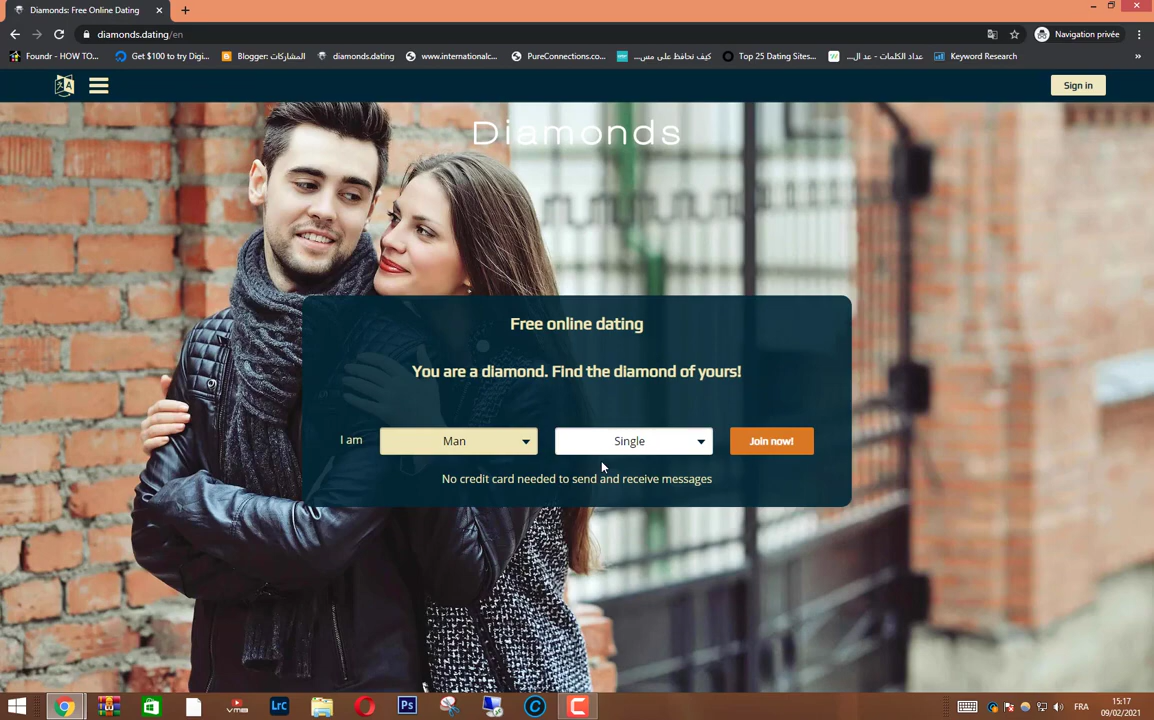 Diamonds: Free Online Dating
diamonds.dating/en
Navigation privée
Foundr - HOW TO...
Get $100 to try Digi...
Blogger: المشاركات
diamonds.dating
www.internationalc...
PureConnections.co...
كيف نحافظ على مس...
Top 25 Dating Sites...
عداد الكلمات - عد ال...
Keyword Research
»
Sign in
Diamonds
Free online dating
You are a diamond. Find the diamond of yours!
I am
Man
Single
Join now!
No credit card needed to send and receive messages
Lrc
Ps
FRA
15:17
09/02/2021